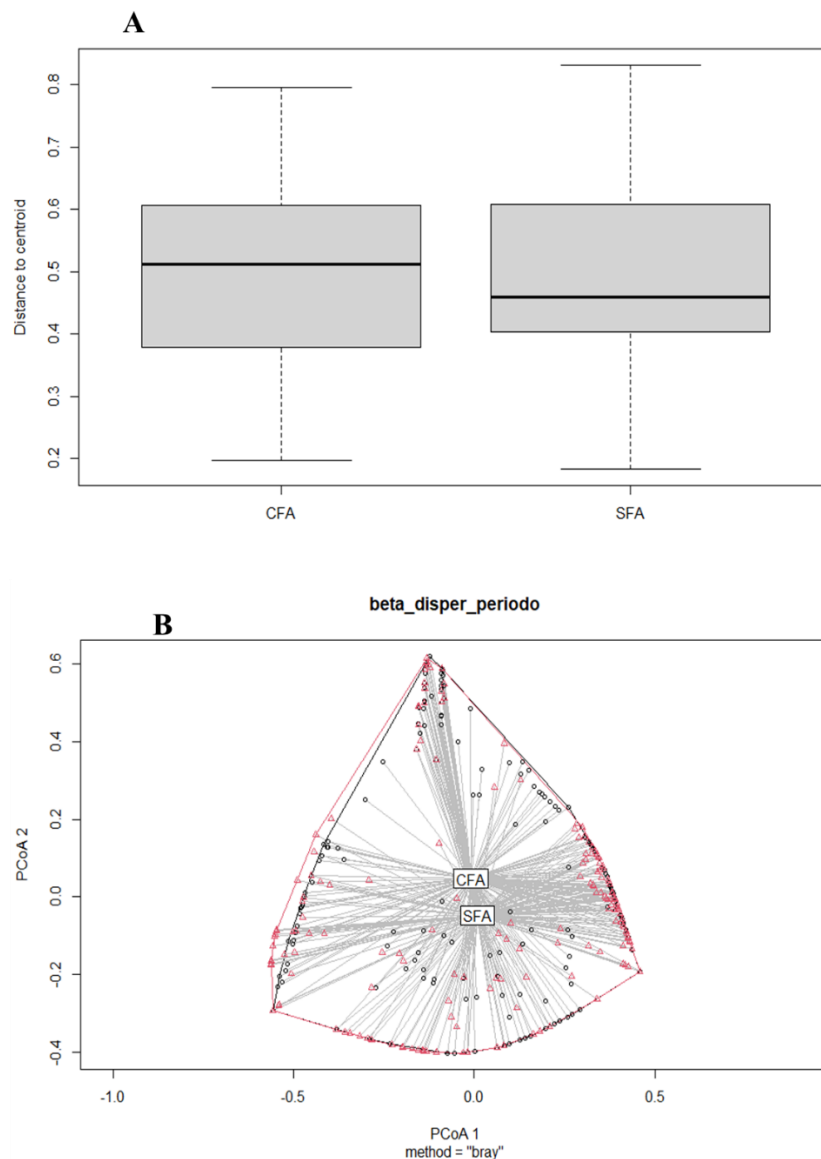 A
Distance to centroid
0.8
0.7
0.6
0.5
0.4
0.3
0.2
CFA
SFA
beta_disper_periodo
B
PCoA 2
0.6
0.4
0.2
0.0
-0.2
-0.4
CFA
SFA
-1.0
-0.5
0.0
0.5
PCoA 1
method = "bray"